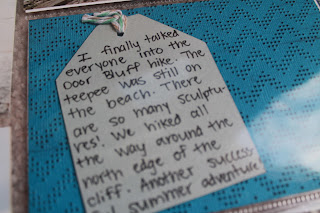 I finally talked
everyone into the
Door Bluff hike. The
teepee was still on
the beach. There
are so many sculptu-
res! We hiked all
the way around the
north edge of the
cliff. Another success
summer adventure